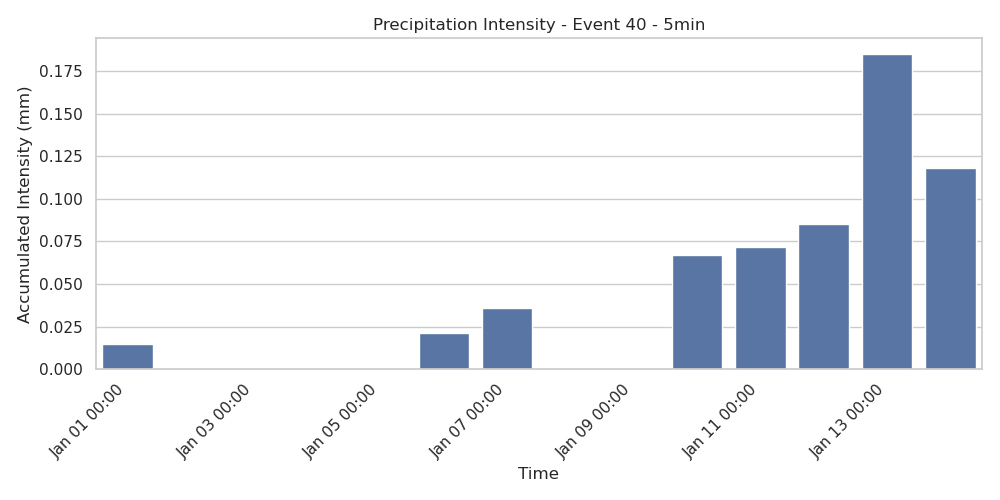 Precipitation Intensity - Event 40 - 5min
Accumulated Intensity (mm)
0.175
0.150
0.125
0.100
0.075
0.050
0.025
0.000
Jan 01 00:00
Jan 03 00:00
Jan 05 00:00
Jan 07 00:00
Jan 09 00:00
Jan 11 00:00
Jan 13 00:00
Time